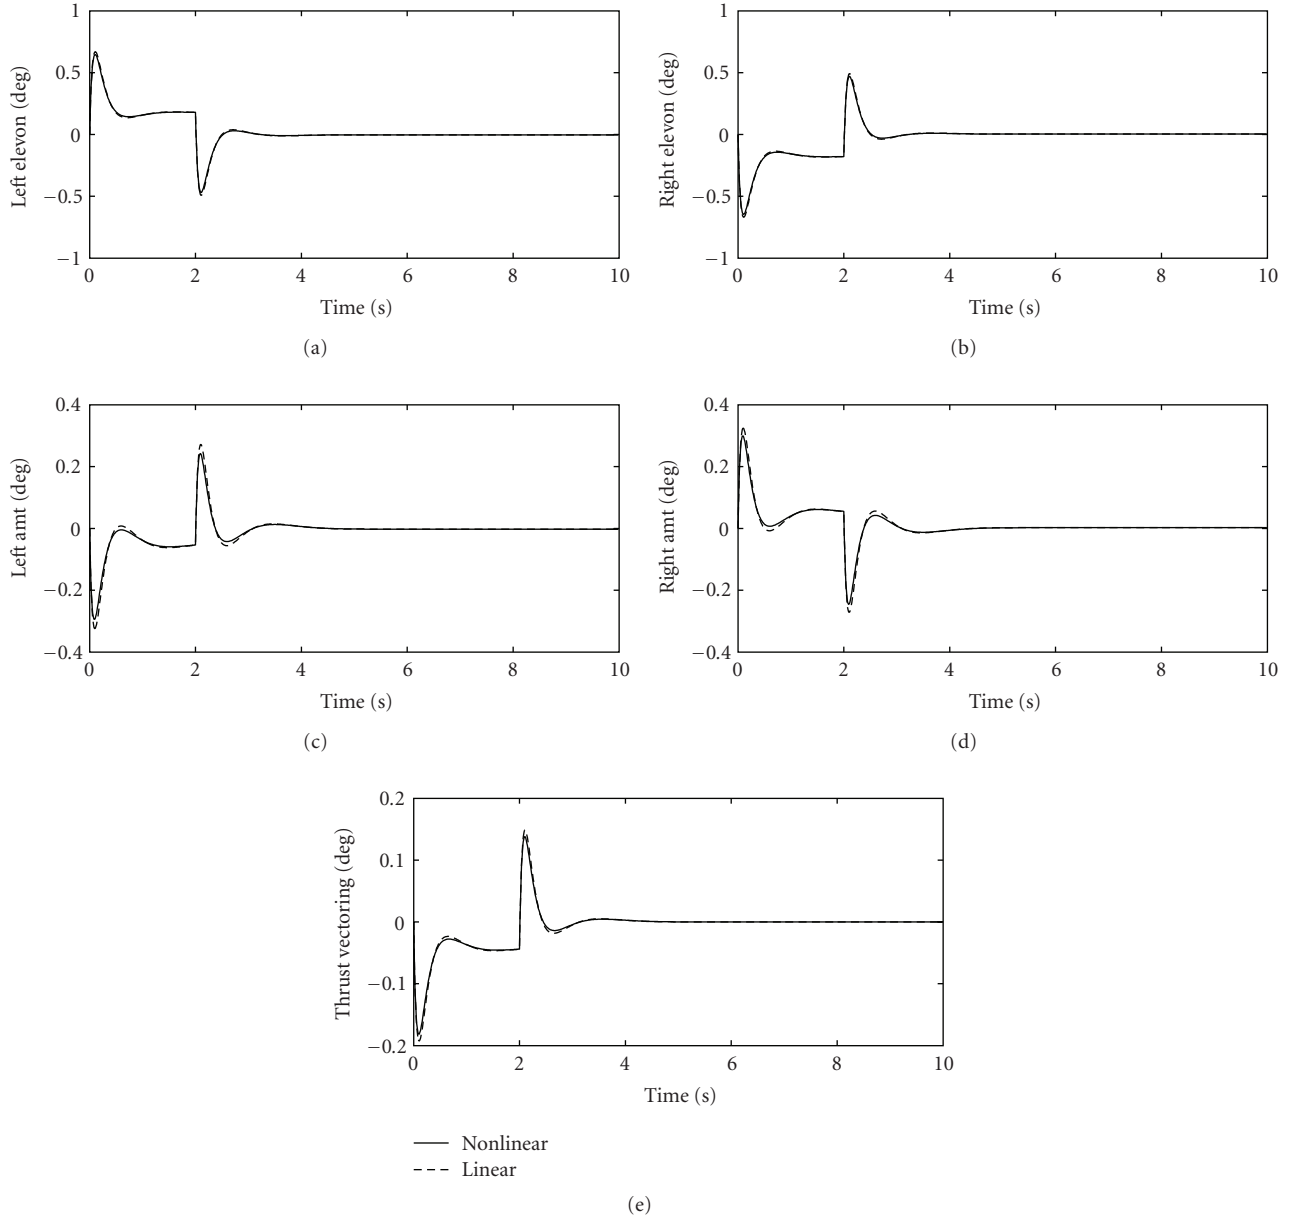 1
0.5
0
−0.5
−1
Left elevon (deg)
0 2 4 6 8 10
Time (s)
(a)
1
0.5
0
−0.5
−1
Right elevon (deg)
0 2 4 6 8 10
Time (s)
(b)
0.4
0.2
0
−0.2
−0.4
Left amt (deg)
0 2 4 6 8 10
Time (s)
(c)
0.4
0.2
0
−0.2
−0.4
Right amt (deg)
0 2 4 6 8 10
Time (s)
(d)
0.2
0.1
0
−0.1
−0.2
Thrust vectoring (deg)
0 2 4 6 8 10
Time (s)
Nonlinear
Linear
(e)